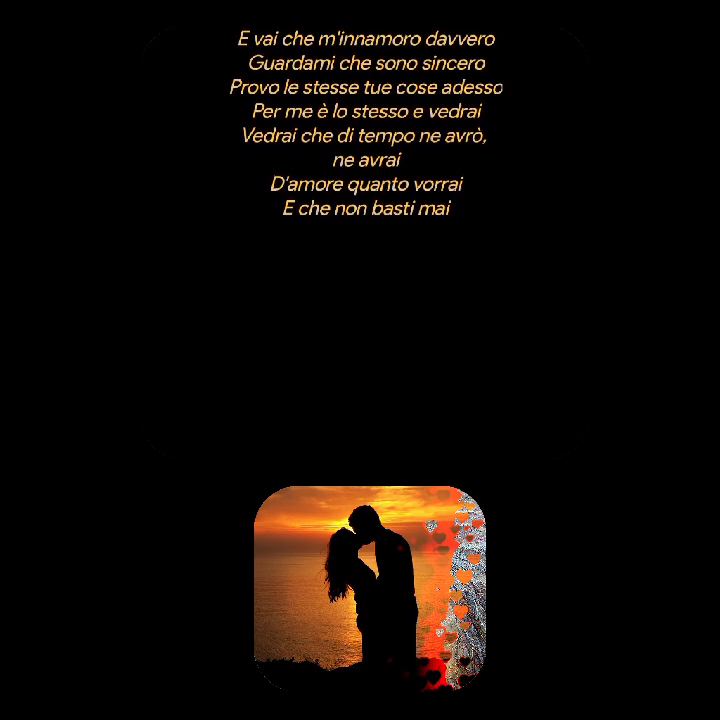 E vai che m'innamoro davvero
Guardami che sono sincero
Provo le stesse tue cose adesso
Per me è lo stesso e vedrai
Vedrai che di tempo ne avrò,
ne avrai
D'amore quanto vorrai
E che non basti mai